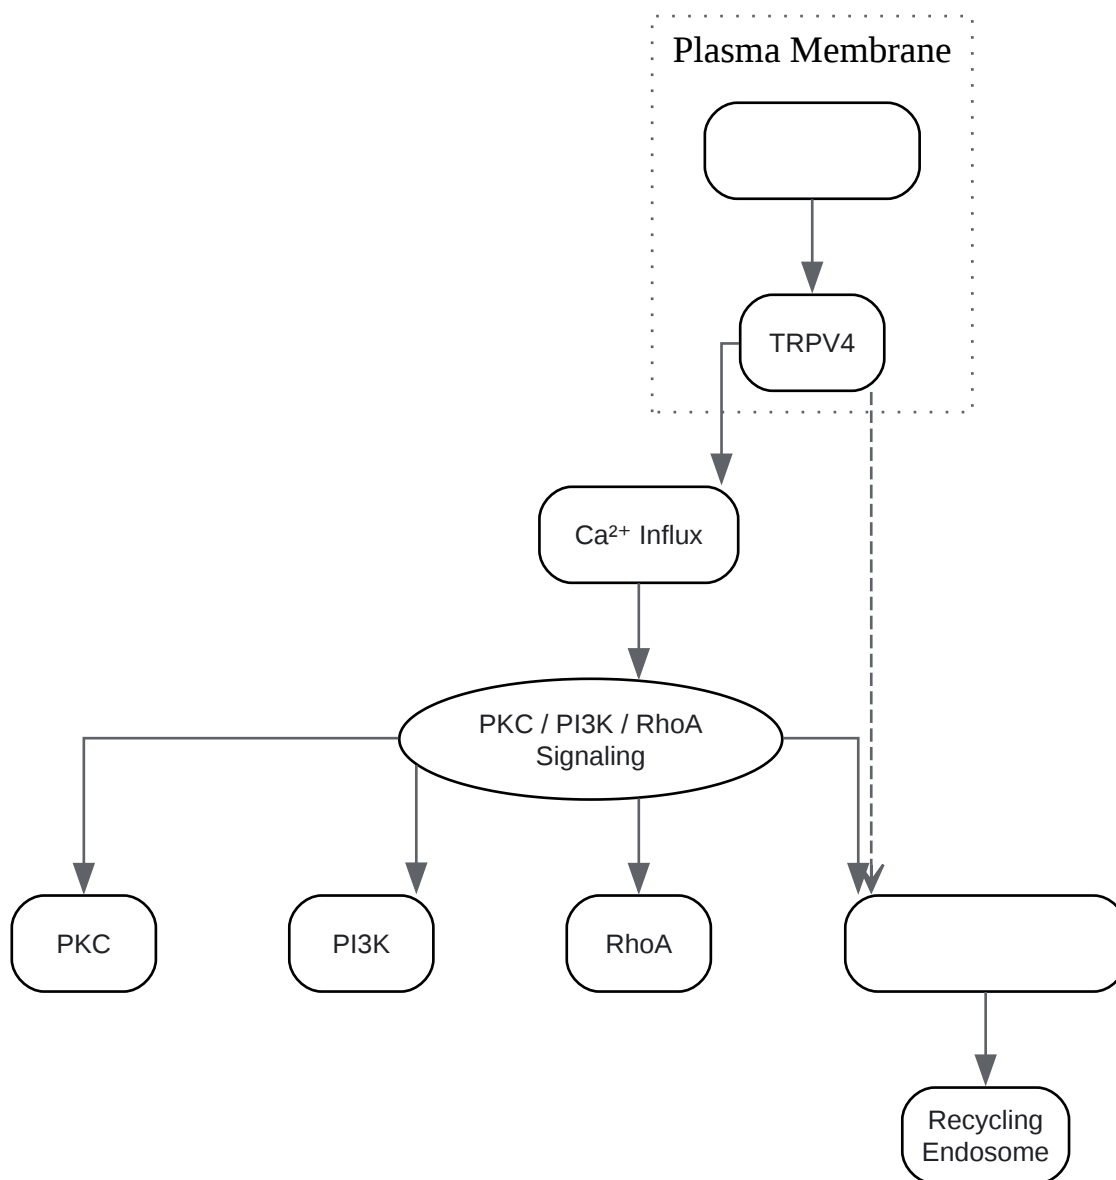 Plasma Membrane
TRPV4
Ca²⁺ Influx
PKC / PI3K / RhoA
Signaling
PKC
PI3K
RhoA
Recycling
Endosome